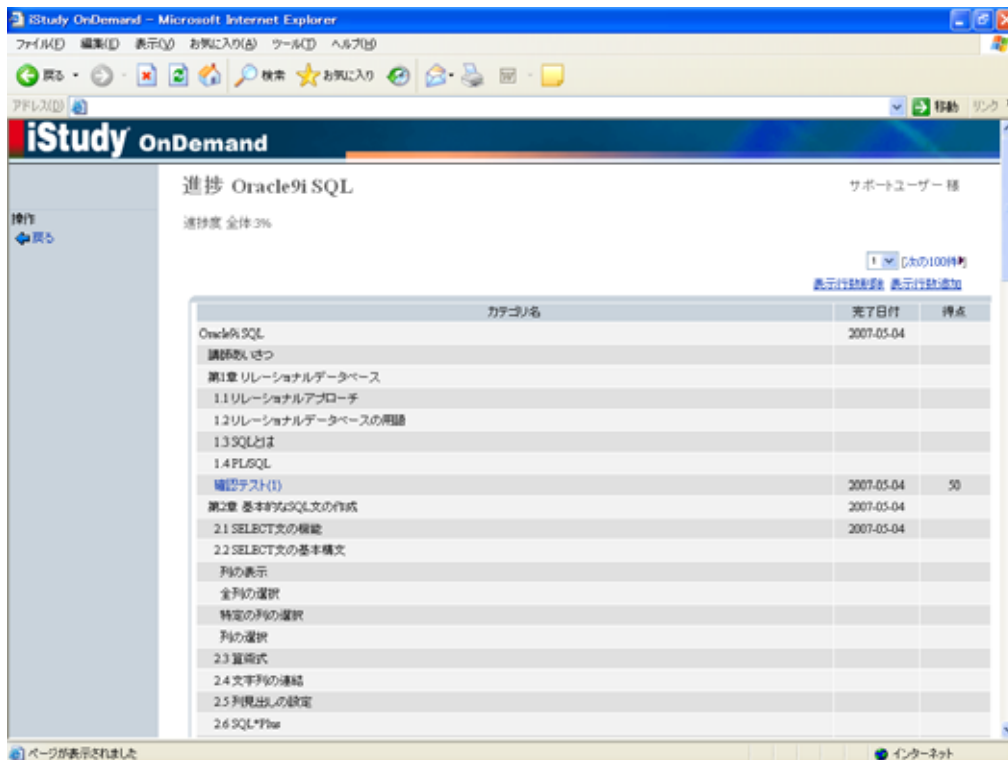 iStudy OnDemand - Microsoft Internet Explorer
ファイル(F) 編集(E) 表示(V) お気に入り(A) ツール(T) ヘルプ(H)
戻る 検索 お気に入り
アドレス(D) 移動 リンク
iStudy OnDemand
進捗 Oracle9i SQL サポートユーザー 様
操作
戻る
進捗度 全体:3%
1 [次の100件]
表示行数削除 表示行数追加
カテゴリ名 完了日付 得点
Oracle9i SQL 2007-05-04
講師あいさつ
第1章 リレーショナルデータベース
1.1 リレーショナルアプローチ
1.2 リレーショナルデータベースの用語
1.3 SQLとは
1.4 PL/SQL
確認テスト(1) 2007-05-04 50
第2章 基本的なSQL文の作成 2007-05-04
2.1 SELECT文の機能 2007-05-04
2.2 SELECT文の基本構文
列の表示
全列の選択
特定の列の選択
列の選択
2.3 算術式
2.4 文字列の連結
2.5 列見出しの設定
2.6 SQL*Plus
ページが表示されました インターネット